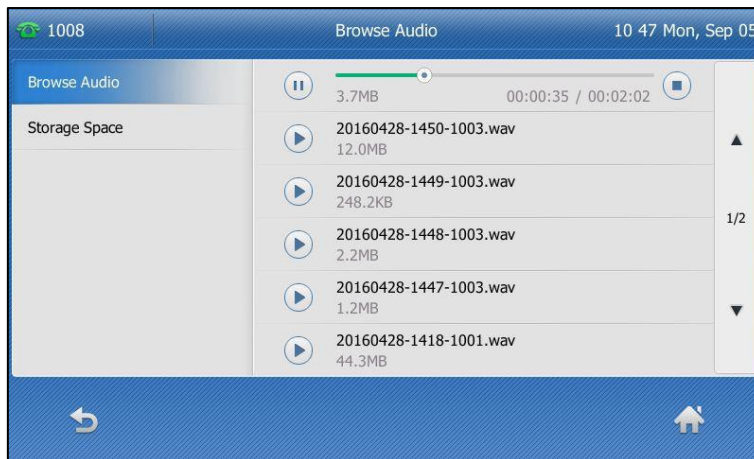 1008 Browse Audio 10 47 Mon, Sep 05
Browse Audio
Storage Space
3.7MB 00:00:35 / 00:02:02
20160428-1450-1003.wav
12.0MB
20160428-1449-1003.wav
248.2KB
20160428-1448-1003.wav
2.2MB
20160428-1447-1003.wav
1.2MB
20160428-1418-1001.wav
44.3MB
1/2